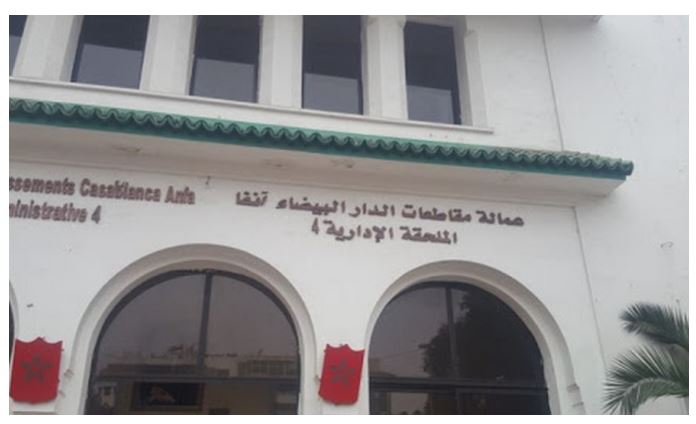 ssements Casablanca Anfa
ministrative 4
عمالة مقاطعات الدار البيضاء آنفا
الملحقة الإدارية 4